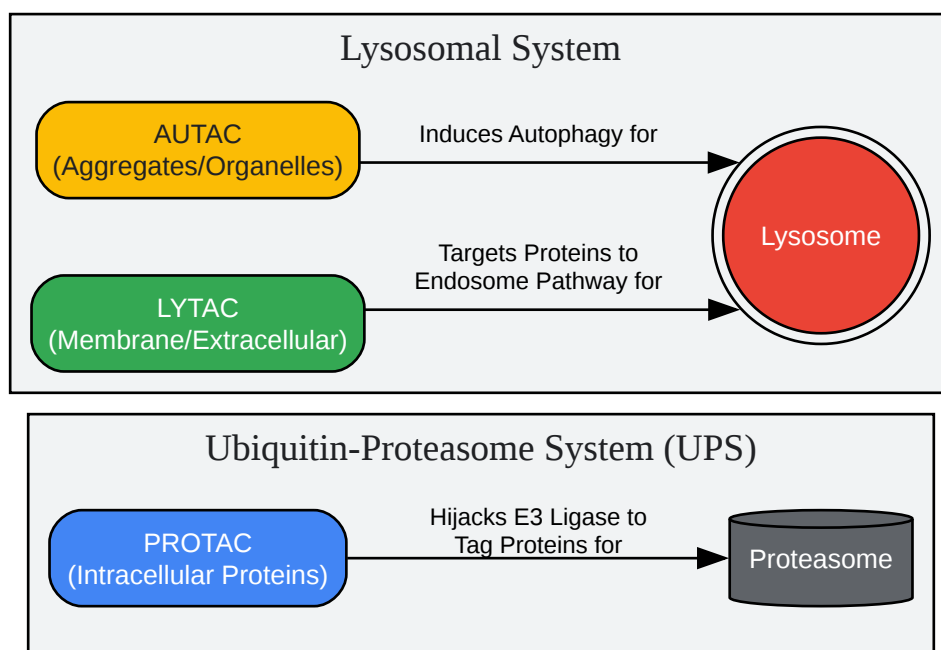 Lysosomal System
AUTAC
(Aggregates/Organelles)
Induces Autophagy for
Lysosome
Targets Proteins to
Endosome Pathway for
LYTAC
(Membrane/Extracellular)
Ubiquitin-Proteasome System (UPS)
PROTAC
(Intracellular Proteins)
Hijacks E3 Ligase to
Tag Proteins for
Proteasome